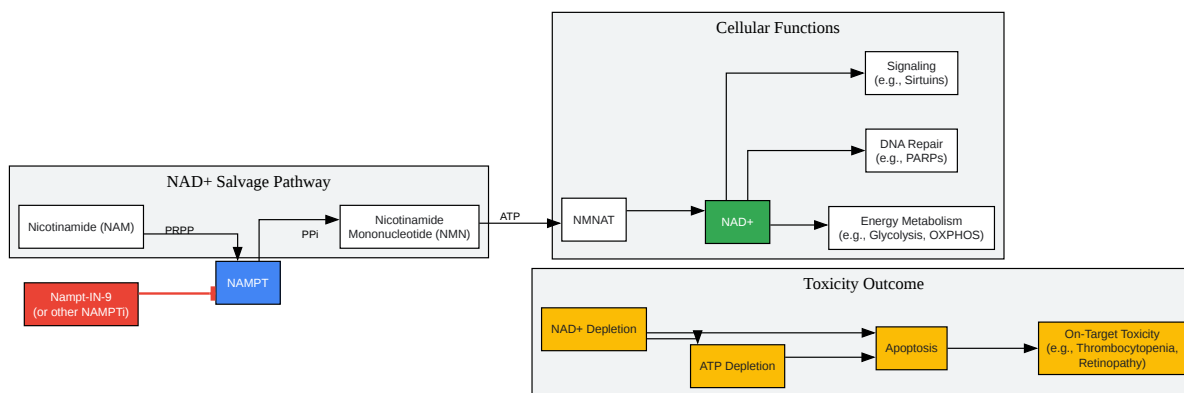 Cellular Functions
Signaling
(e.g., Sirtuins)
DNA Repair
(e.g., PARPs)
NAD+ Salvage Pathway
Nicotinamide (NAM)
PRPP
PPi
Nicotinamide
Mononucleotide (NMN)
ATP
NMNAT
NAD+
Energy Metabolism
(e.g., Glycolysis, OXPHOS)
NAMPT
Nampt-IN-9
(or other NAMPTi)
Toxicity Outcome
NAD+ Depletion
ATP Depletion
Apoptosis
On-Target Toxicity
(e.g., Thrombocytopenia,
Retinopathy)